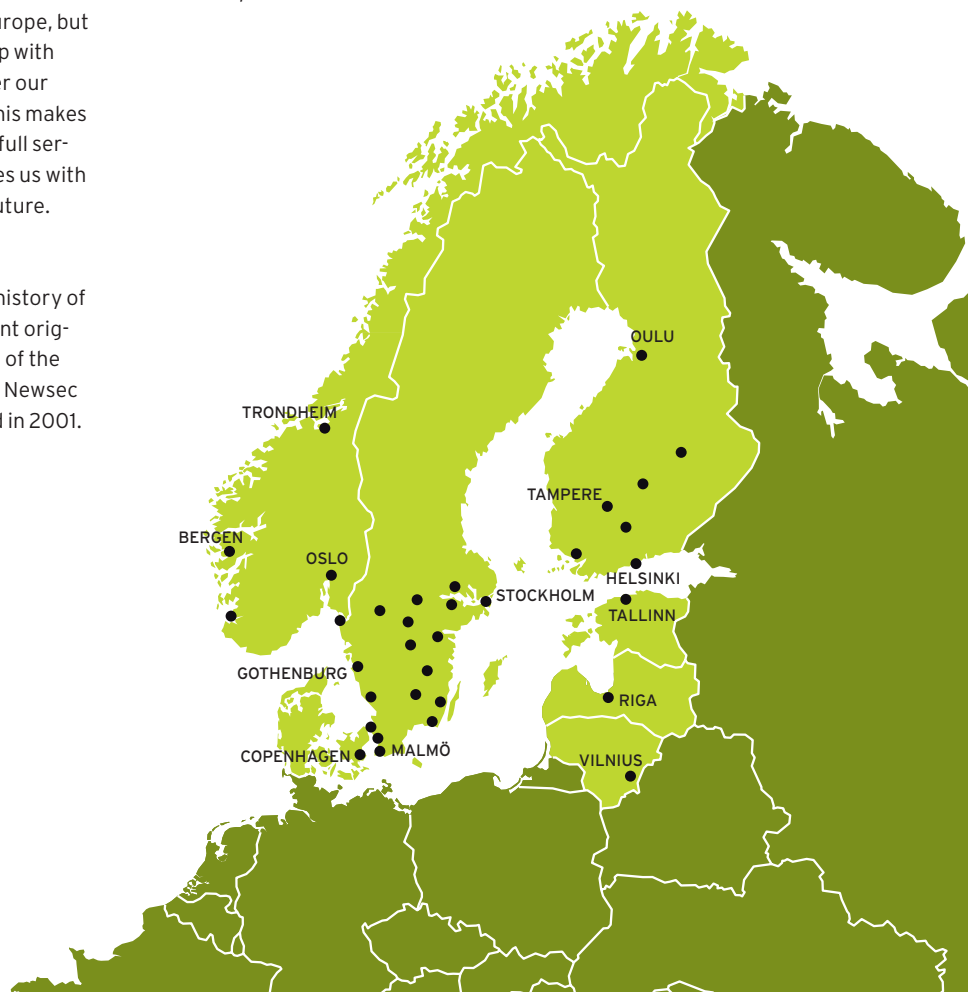 urope, but
p with
er our
his makes
full ser-
es us with
uture.
history of
nt orig-
of the
Newsec
d in 2001.
OULU
TRONDHEIM
TAMPERE
BERGEN
OSLO
HELSINKI
STOCKHOLM
TALLINN
GOTHENBURG
RIGA
MALMÖ
COPENHAGEN
VILNIUS